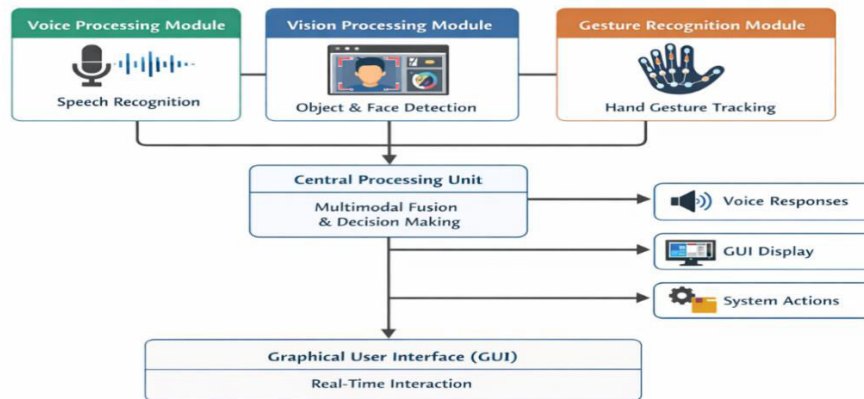 Voice Processing Module
Speech Recognition
Vision Processing Module
Object & Face Detection
Gesture Recognition Module
Hand Gesture Tracking
Central Processing Unit
Multimodal Fusion
& Decision Making
Voice Responses
GUI Display
System Actions
Graphical User Interface (GUI)
Real-Time Interaction